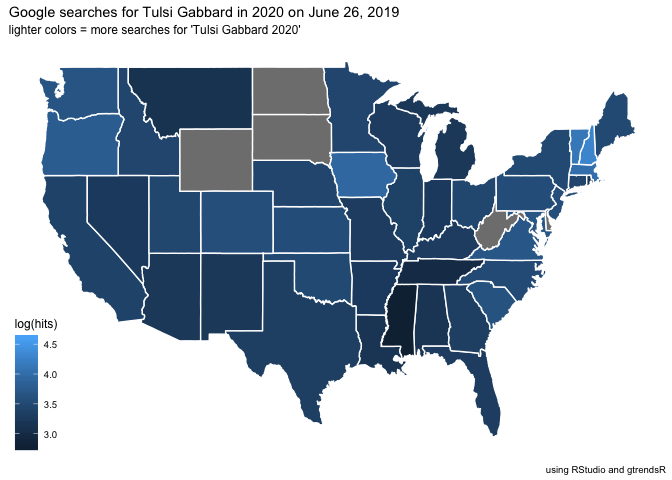 Google searches for Tulsi Gabbard in 2020 on June 26, 2019
lighter colors = more searches for 'Tulsi Gabbard 2020'
log(hits)
4.5
4.0
3.5
3.0
using RStudio and gtrendsR